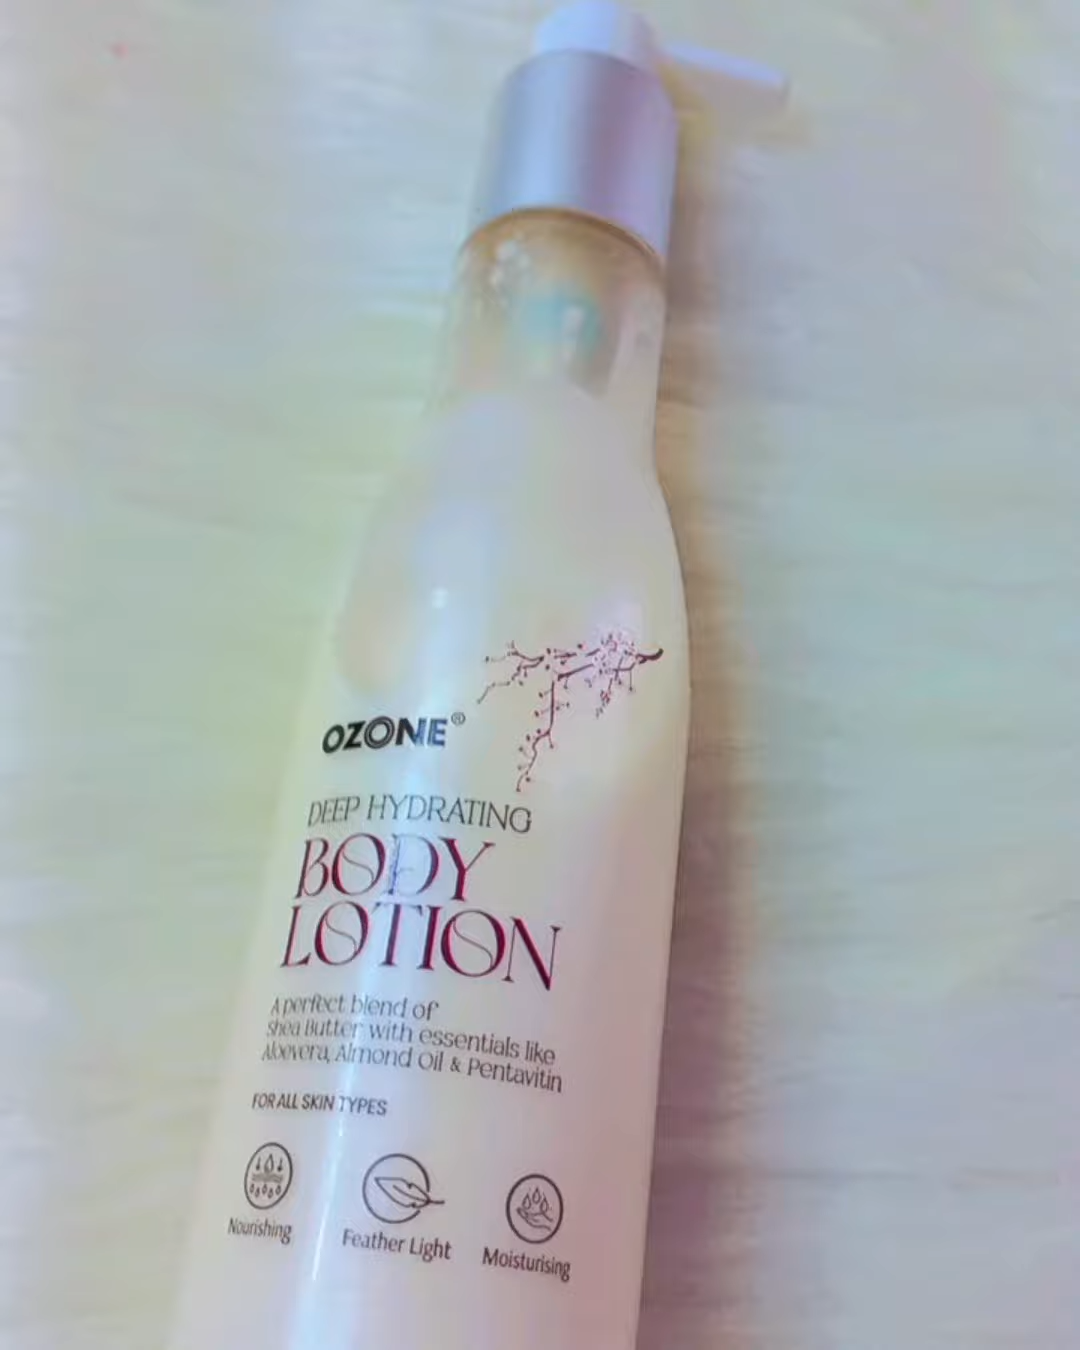 OZONE®
DEEP HYDRATING
BODY
LOTION
A perfect blend of
Shea Butter with essentials like
Aloevera, Almond Oil & Pentavitin
FOR ALL SKIN TYPES
Nourishing
Feather Light
Moisturising